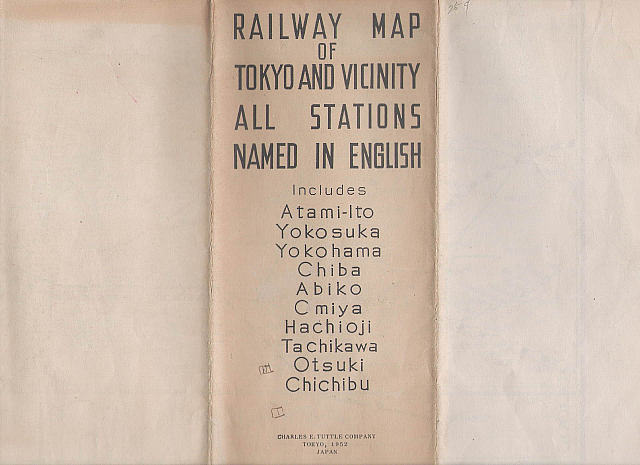 RAILWAY MAP
OF
TOKYO AND VICINITY
ALL STATIONS
NAMED IN ENGLISH
Includes
Atami-Ito
Yokosuka
Yokohama
Chiba
Abiko
Cmiya
Hachioji
Tachikawa
Otsuki
Chichibu
CHARLES E. TUTTLE COMPANY
TOKYO, 1952
JAPAN